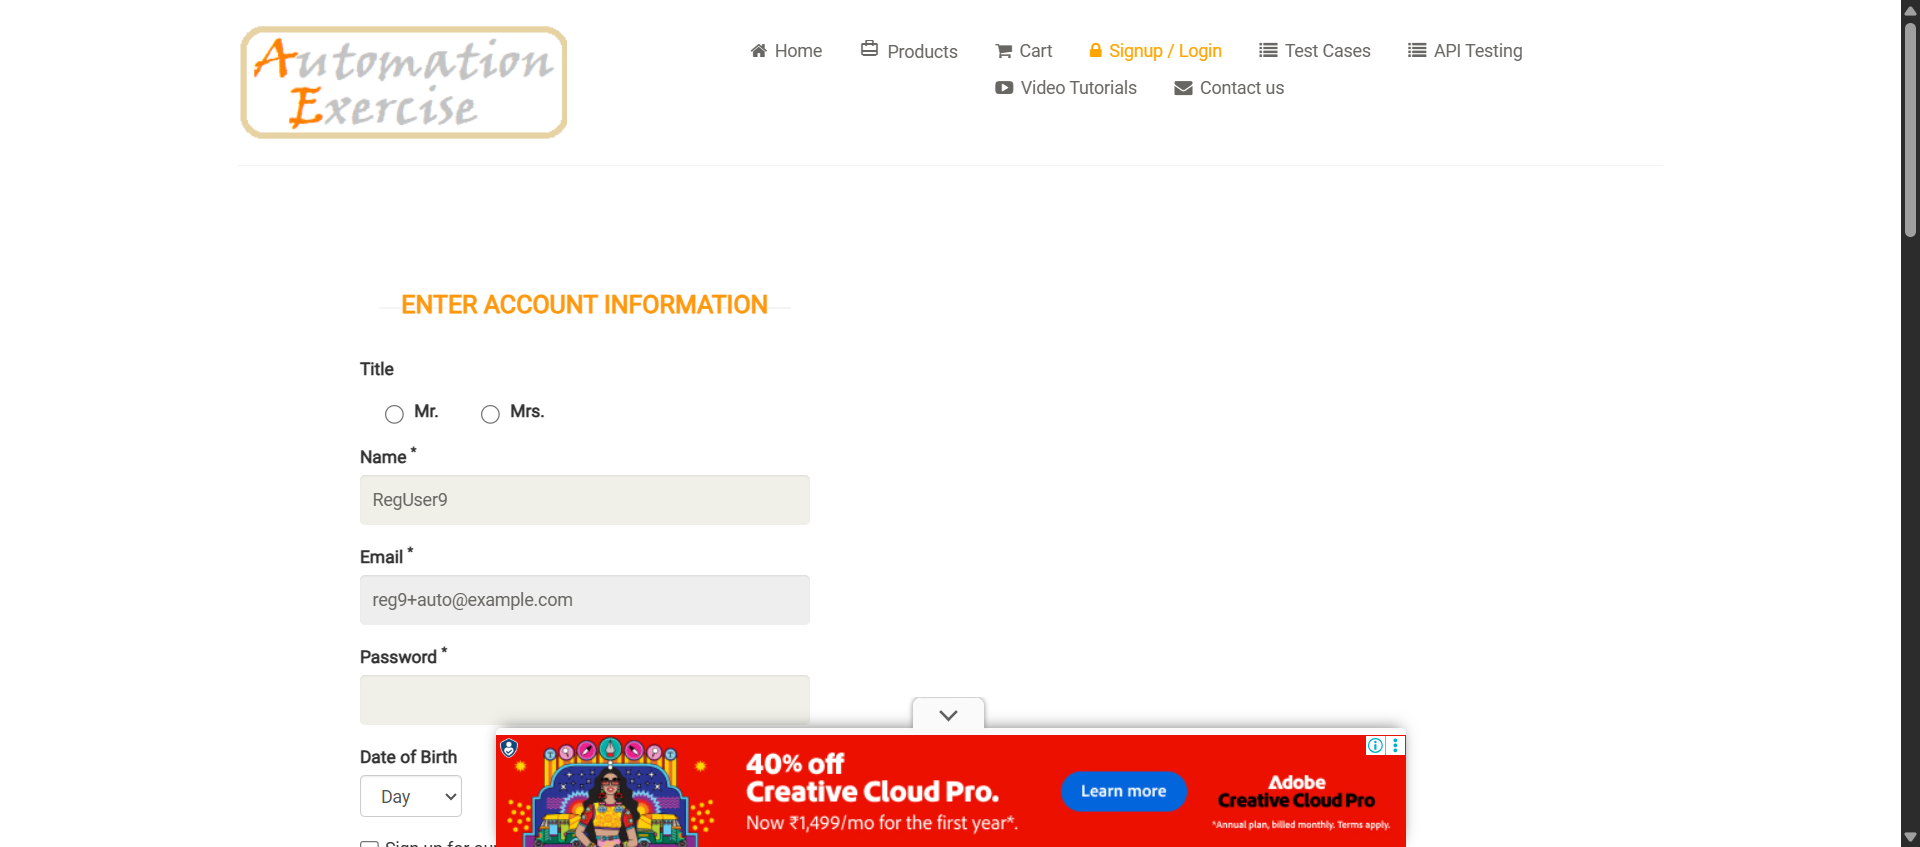 Automation
Exercise
Home
Products
Cart
Signup / Login
Test Cases
API Testing
Video Tutorials
Contact us
ENTER ACCOUNT INFORMATION
Title
Mr.
Mrs.
Name *
RegUser9
Email *
reg9+auto@example.com
Password *
Date of Birth
Day
Sign up for our
40% off
Creative Cloud Pro.
Now ₹1,499/mo for the first year*.
Learn more
Adobe
Creative Cloud Pro
*Annual plan, billed monthly. Terms apply.